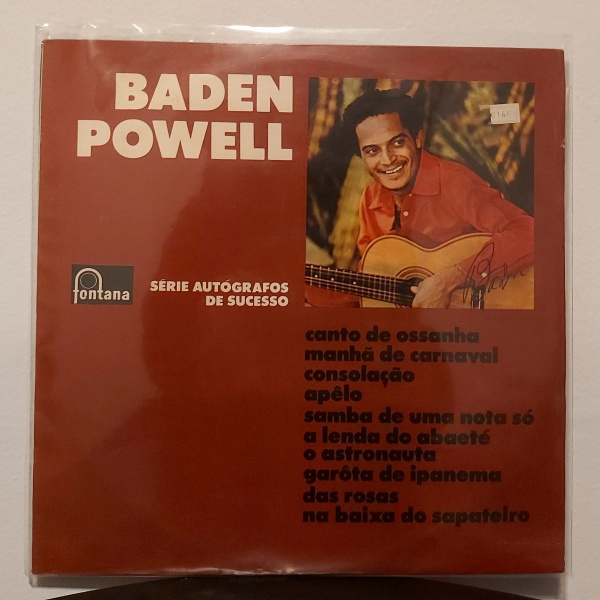 BADEN
POWELL
fontana
SÉRIE AUTÓGRAFOS
DE SUCESSO
canto de ossanha
manhã de carnaval
consolação
apêlo
samba de uma nota só
a lenda do abaeté
o astronauta
garôta de ipanema
das rosas
na baixa do sapateiro